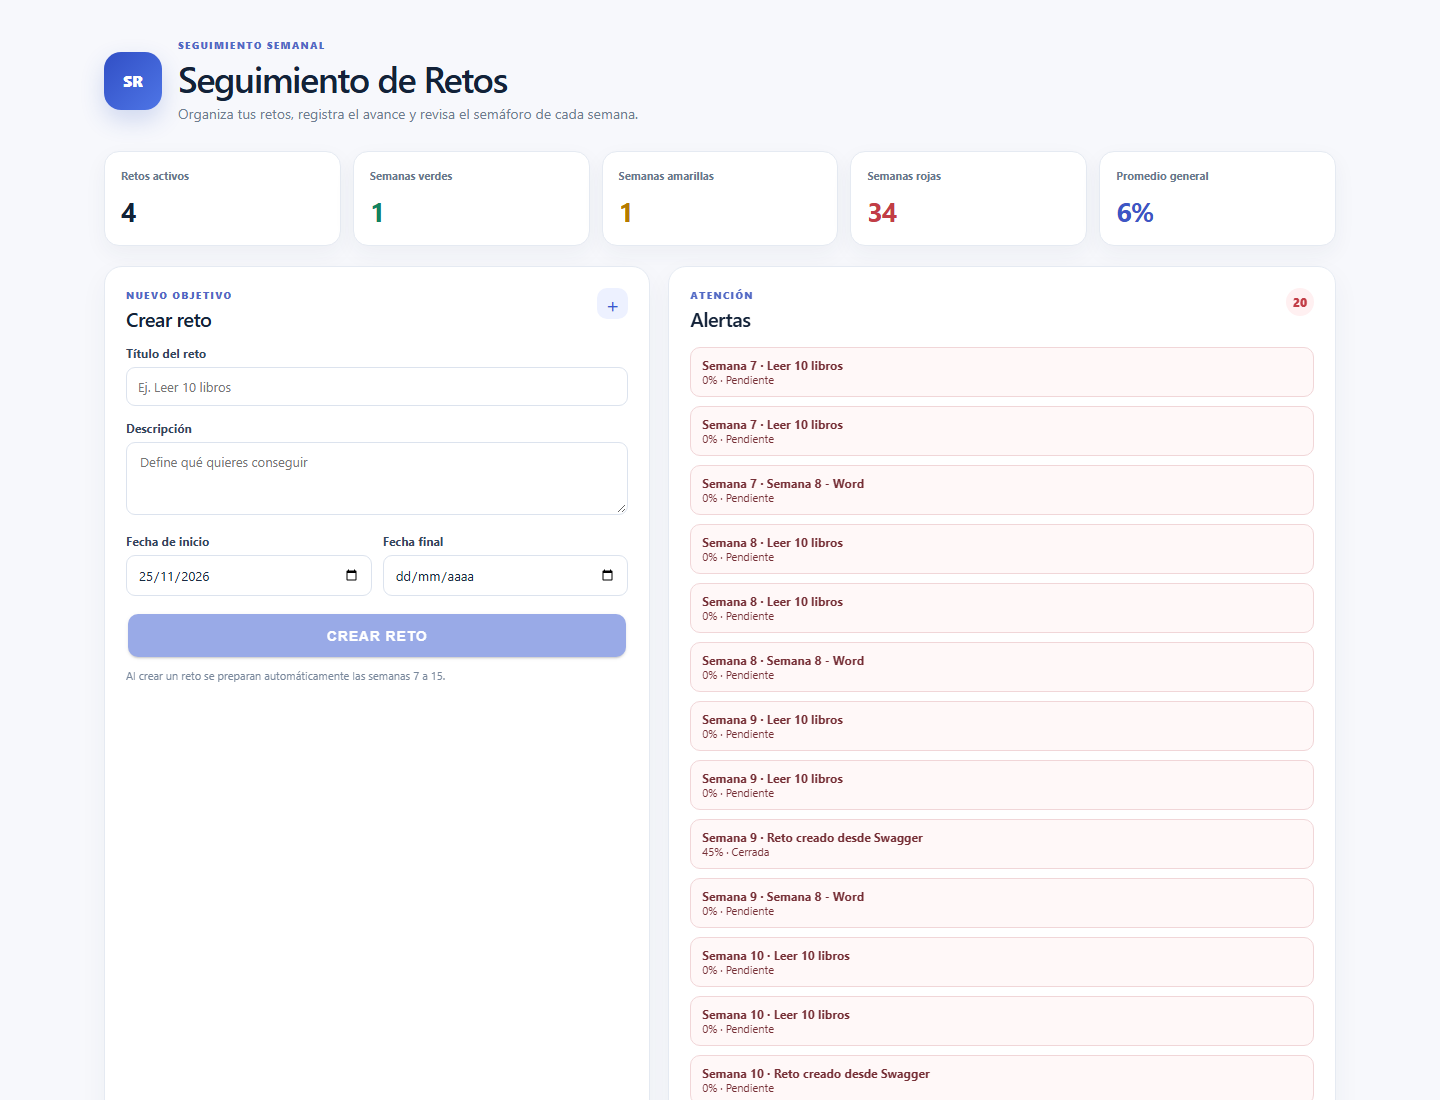 SR
SEGUIMIENTO SEMANAL
Seguimiento de Retos
Organiza tus retos, registra el avance y revisa el semáforo de cada semana.
Retos activos
4
Semanas verdes
1
Semanas amarillas
1
Semanas rojas
34
Promedio general
6%
NUEVO OBJETIVO
Crear reto
+
Título del reto
Ej. Leer 10 libros
Descripción
Define qué quieres conseguir
Fecha de inicio
25/11/2026
Fecha final
dd/mm/aaaa
CREAR RETO
Al crear un reto se preparan automáticamente las semanas 7 a 15.
ATENCIÓN
Alertas
20
Semana 7 · Leer 10 libros
0% · Pendiente
Semana 7 · Leer 10 libros
0% · Pendiente
Semana 7 · Semana 8 - Word
0% · Pendiente
Semana 8 · Leer 10 libros
0% · Pendiente
Semana 8 · Leer 10 libros
0% · Pendiente
Semana 8 · Semana 8 - Word
0% · Pendiente
Semana 9 · Leer 10 libros
0% · Pendiente
Semana 9 · Leer 10 libros
0% · Pendiente
Semana 9 · Reto creado desde Swagger
45% · Cerrada
Semana 9 · Semana 8 - Word
0% · Pendiente
Semana 10 · Leer 10 libros
0% · Pendiente
Semana 10 · Leer 10 libros
0% · Pendiente
Semana 10 · Reto creado desde Swagger
0% · Pendiente